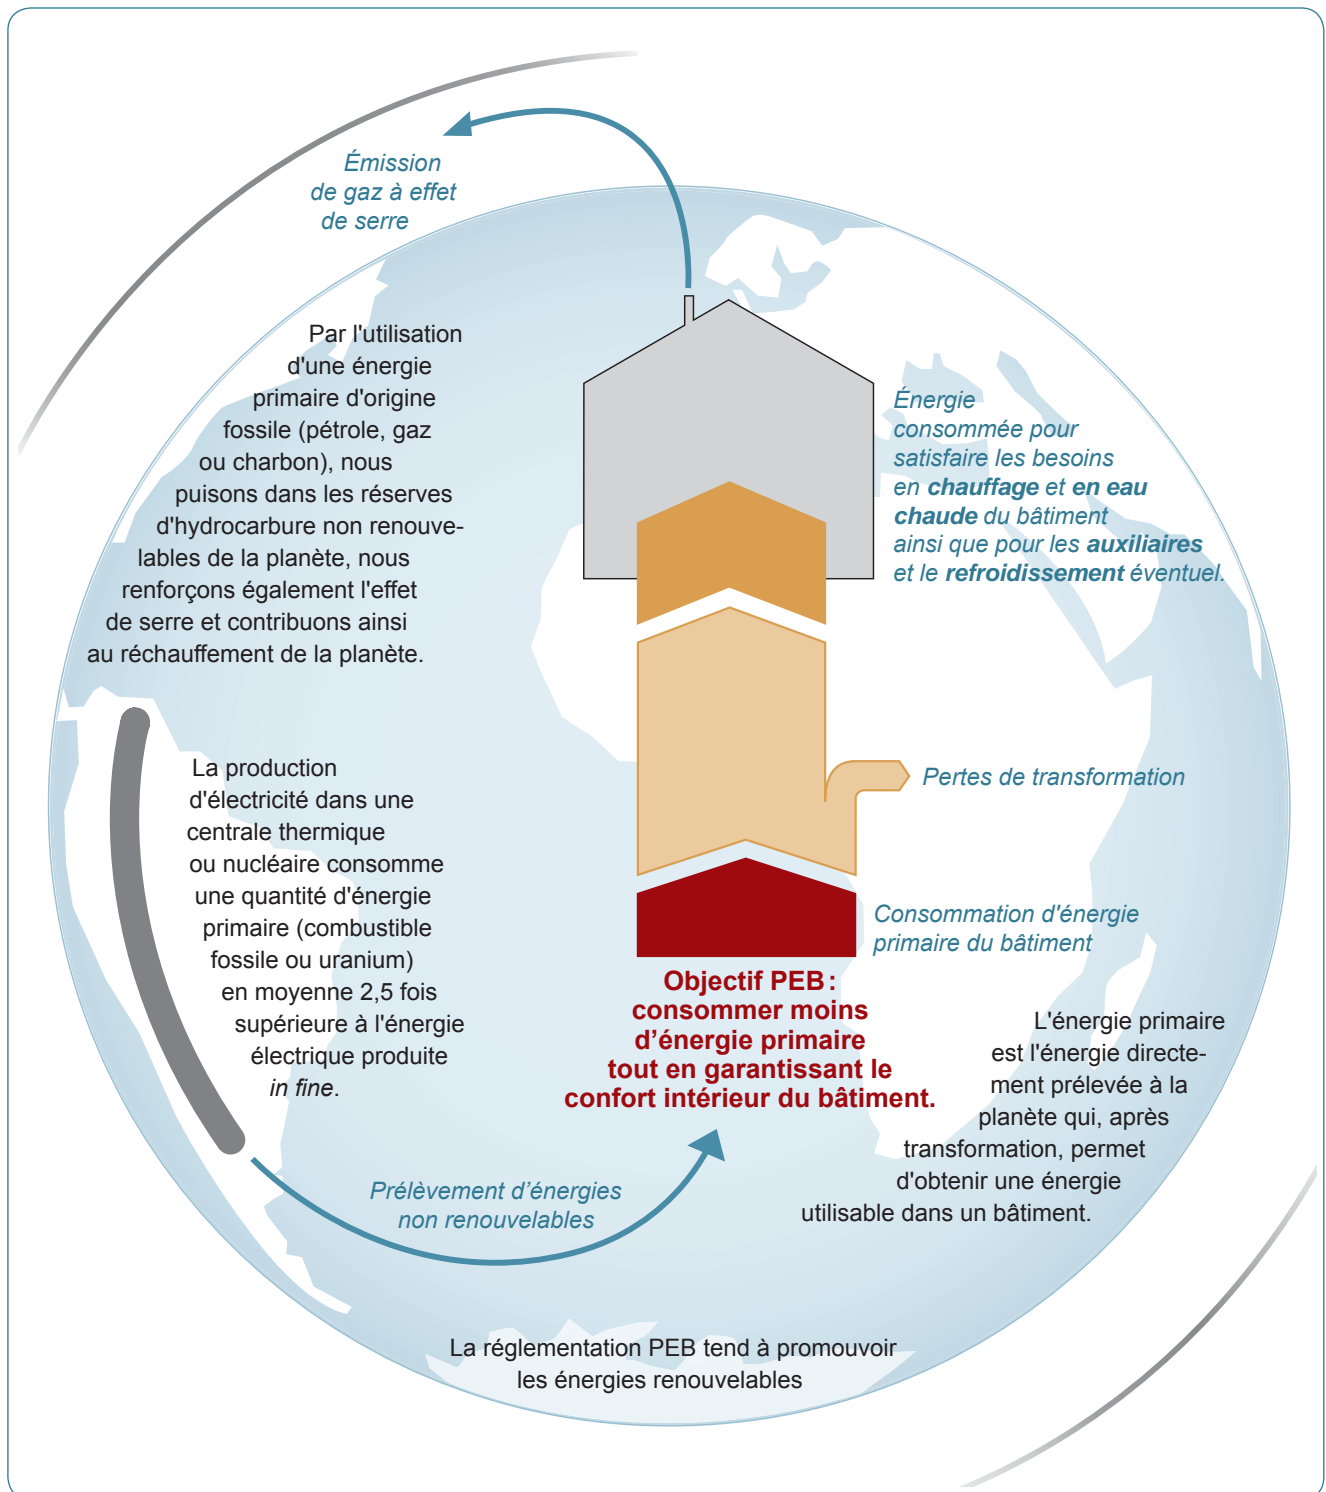 Émission
de gaz à effet
de serre
Par l'utilisation
d'une énergie
primaire d'origine
fossile (pétrole, gaz
ou charbon), nous
puisons dans les réserves
d'hydrocarbure non renouve-
lables de la planète, nous
renforçons également l'effet
de serre et contribuons ainsi
au réchauffement de la planète.
Énergie
consommée pour
satisfaire les besoins
en chauffage et en eau
chaude du bâtiment
ainsi que pour les auxiliaires
et le refroidissement éventuel.
La production
d'électricité dans une
centrale thermique
ou nucléaire consomme
une quantité d'énergie
primaire (combustible
fossile ou uranium)
en moyenne 2,5 fois
supérieure à l'énergie
électrique produite
in fine.
Pertes de transformation
Consommation d'énergie
primaire du bâtiment
Objectif PEB :
consommer moins
d’énergie primaire
tout en garantissant le
confort intérieur du bâtiment.
L'énergie primaire
est l'énergie directe-
ment prélevée à la
planète qui, après
transformation, permet
d'obtenir une énergie
utilisable dans un bâtiment.
Prélèvement d’énergies
non renouvelables
La réglementation PEB tend à promouvoir
les énergies renouvelables